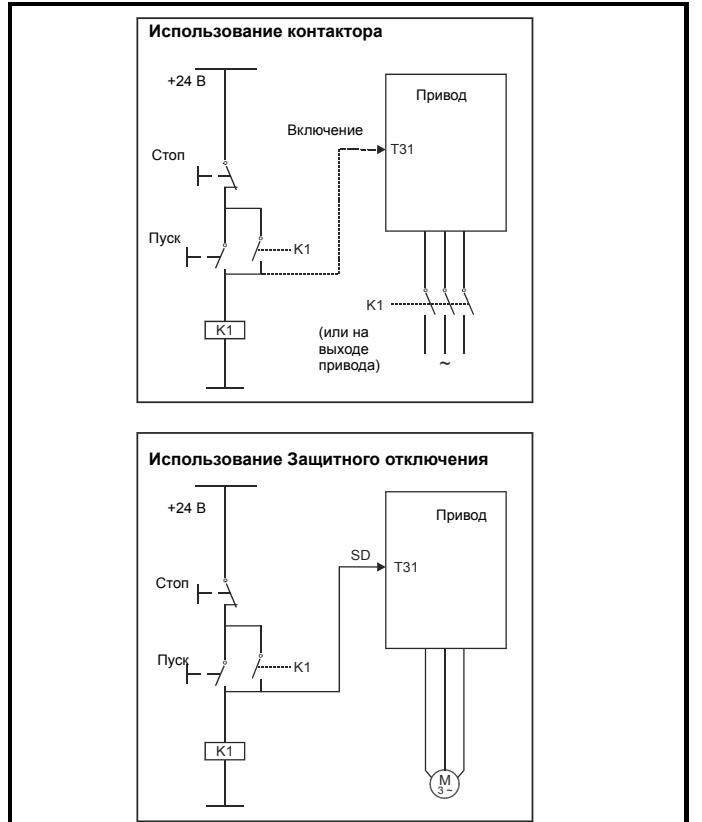 Использование контактора
+24 В
Привод
Включение
T31
Стоп
Пуск
K1
K1
K1
(или на
выходе
привода)
~
Использование Защитного отключения
+24 В
Привод
SD
T31
Стоп
Пуск
K1
K1
M
3 ~